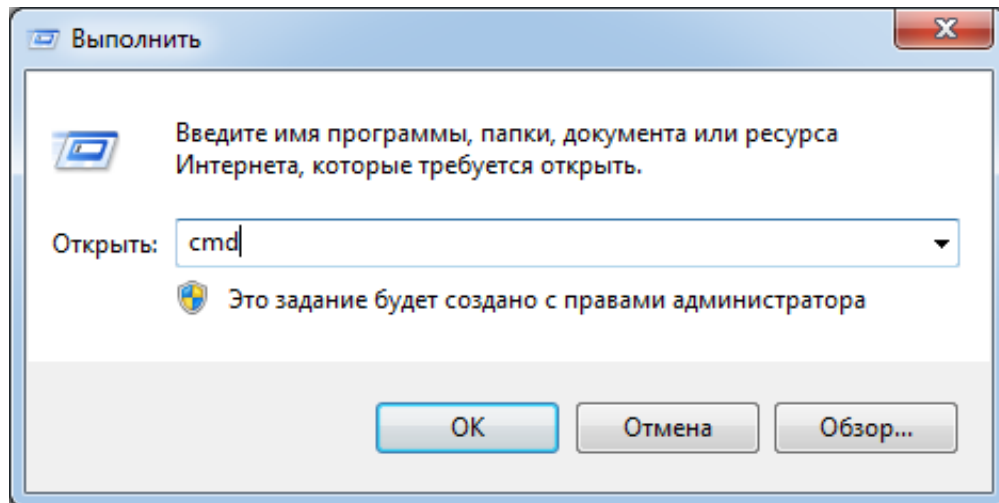 Выполнить
Введите имя программы, папки, документа или ресурса
Интернета, которые требуется открыть.
Открыть: cmd
Это задание будет создано с правами администратора
ОК Отмена Обзор...